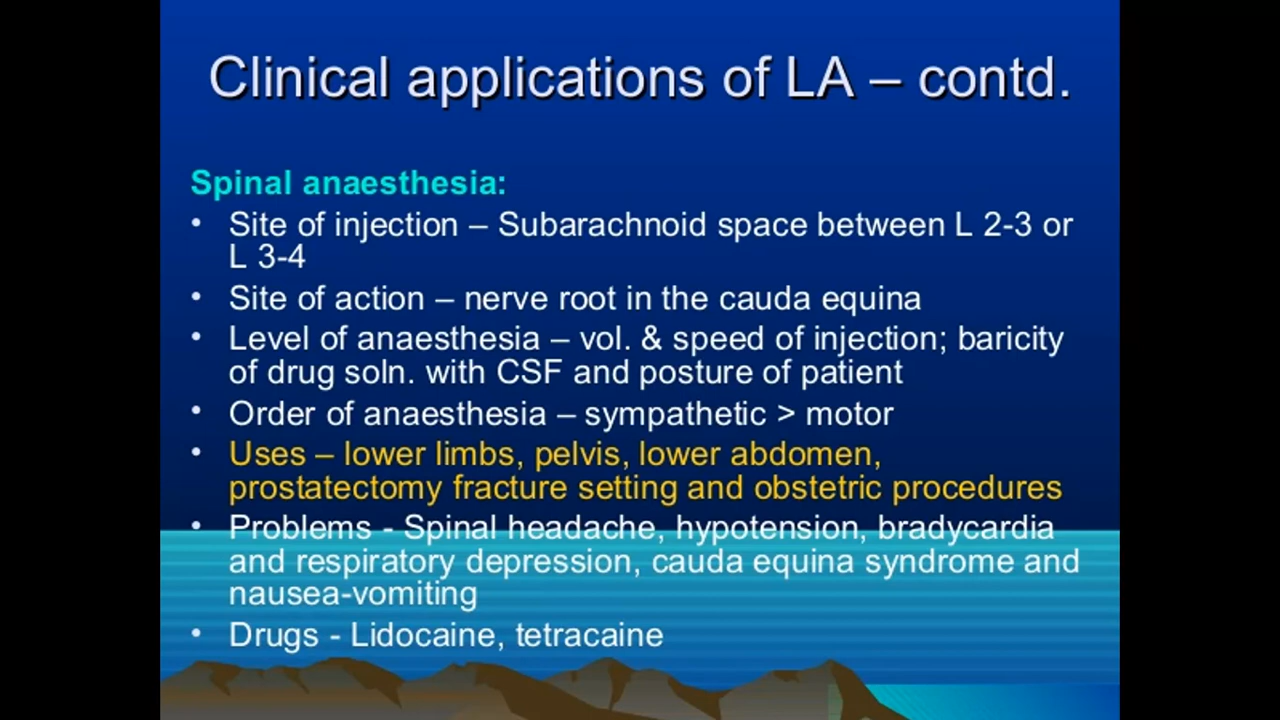 Clinical applications of LA – contd.
Spinal anaesthesia:
• Site of injection – Subarachnoid space between L 2-3 or
L 3-4
• Site of action – nerve root in the cauda equina
• Level of anaesthesia – vol. & speed of injection; baricity
of drug soln. with CSF and posture of patient
• Order of anaesthesia – sympathetic > motor
• Uses – lower limbs, pelvis, lower abdomen,
prostatectomy fracture setting and obstetric procedures
• Problems - Spinal headache, hypotension, bradycardia
and respiratory depression, cauda equina syndrome and
nausea-vomiting
• Drugs - Lidocaine, tetracaine